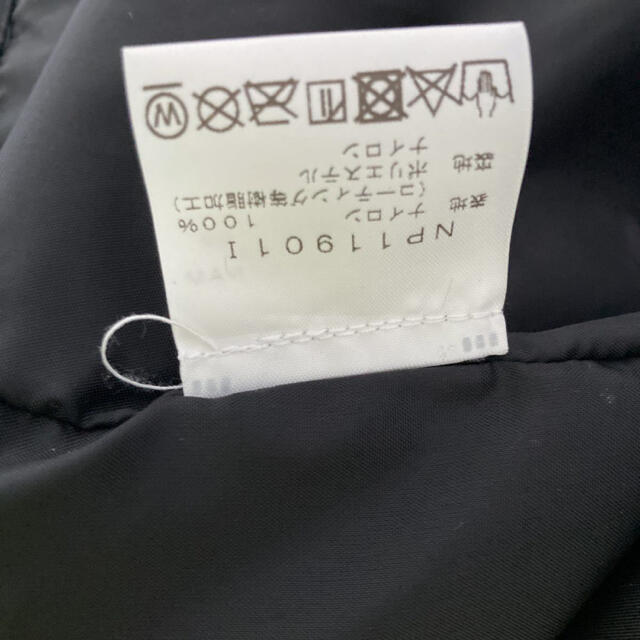 NP11901I
表地 ナイロン 100%
(コーティング等樹脂加工)
裏地 ポリエステル
ナイロン
W